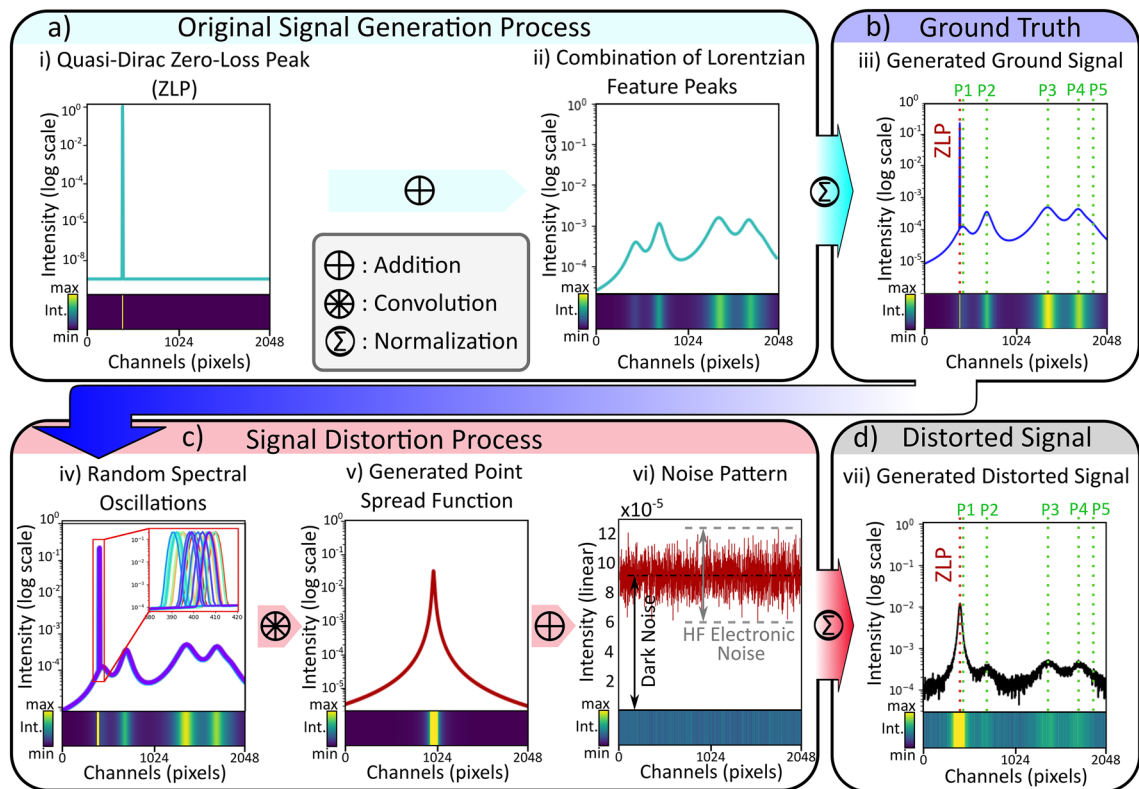 a) Original Signal Generation Process
i) Quasi-Dirac Zero-Loss Peak
(ZLP)
Intensity (log scale)
10^0
10^-2
10^-4
10^-6
10^-8
max
Int.
min
0
1024
2048
Channels (pixels)
⊕ : Addition
: Convolution
Σ : Normalization
ii) Combination of Lorentzian
Feature Peaks
Intensity (log scale)
10^0
10^-1
10^-2
10^-3
10^-4
max
Int.
min
0
1024
2048
Channels (pixels)
Σ
b) Ground Truth
iii) Generated Ground Signal
P1 P2 P3 P4 P5
ZLP
Intensity (log scale)
10^0
10^-1
10^-2
10^-3
10^-4
10^-5
max
Int.
min
0
1024
2048
Channels (pixels)
c) Signal Distortion Process
iv) Random Spectral
Oscillations
Intensity (log scale)
10^-1
10^-2
10^-3
10^-4
390 400 410 420
max
Int.
min
0
1024
2048
Channels (pixels)
v) Generated Point
Spread Function
Intensity (log scale)
10^0
10^-1
10^-2
10^-3
10^-4
10^-5
max
Int.
min
0
1024
2048
Channels (pixels)
vi) Noise Pattern
x10^-5
Intensity (linear)
12
10
8
6
4
2
Dark Noise
HF Electronic
Noise
max
Int.
min
0
1024
2048
Channels (pixels)
Σ
d) Distorted Signal
vii) Generated Distorted Signal
P1 P2 P3 P4 P5
ZLP
Intensity (log scale)
10^0
10^-1
10^-2
10^-3
10^-4
max
Int.
min
0
1024
2048
Channels (pixels)